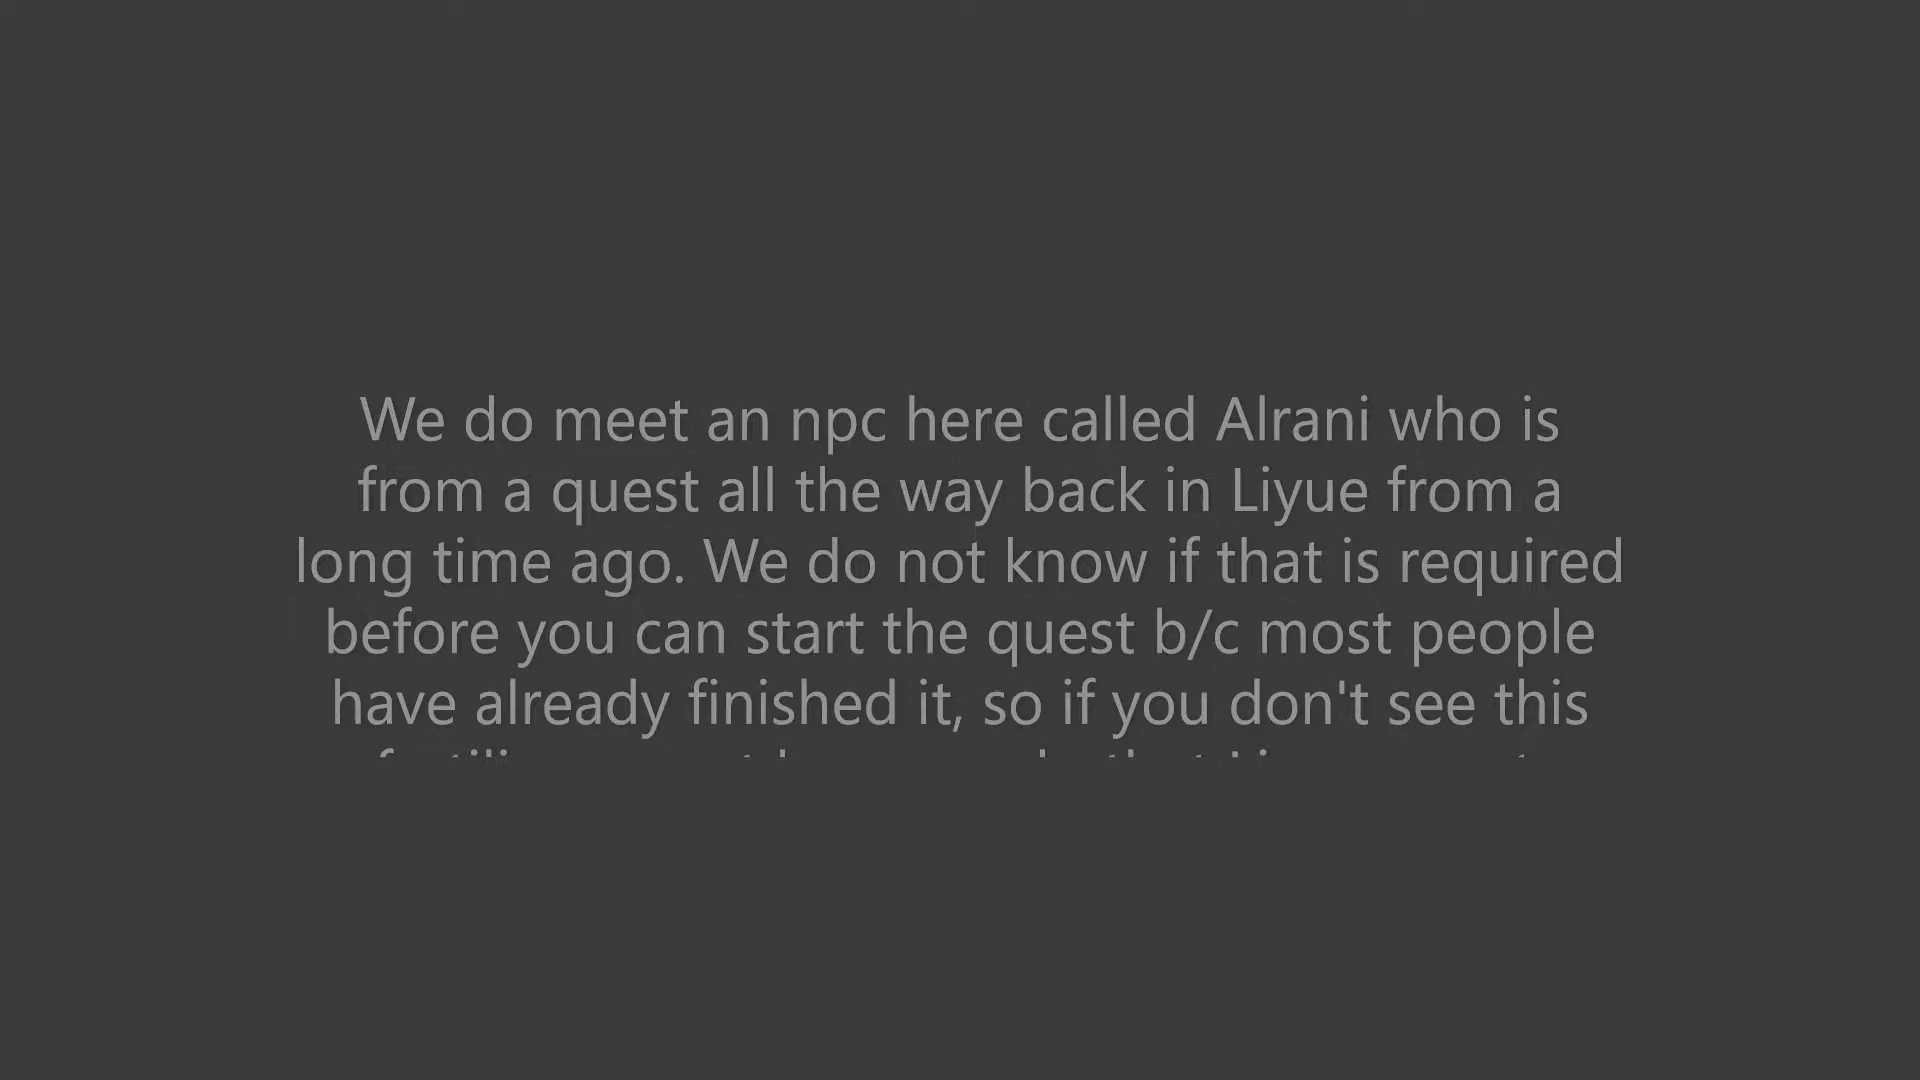 We do meet an npc here called Alrani who is
from a quest all the way back in Liyue from a
long time ago. We do not know if that is required
before you can start the quest b/c most people
have already finished it, so if you don't see this